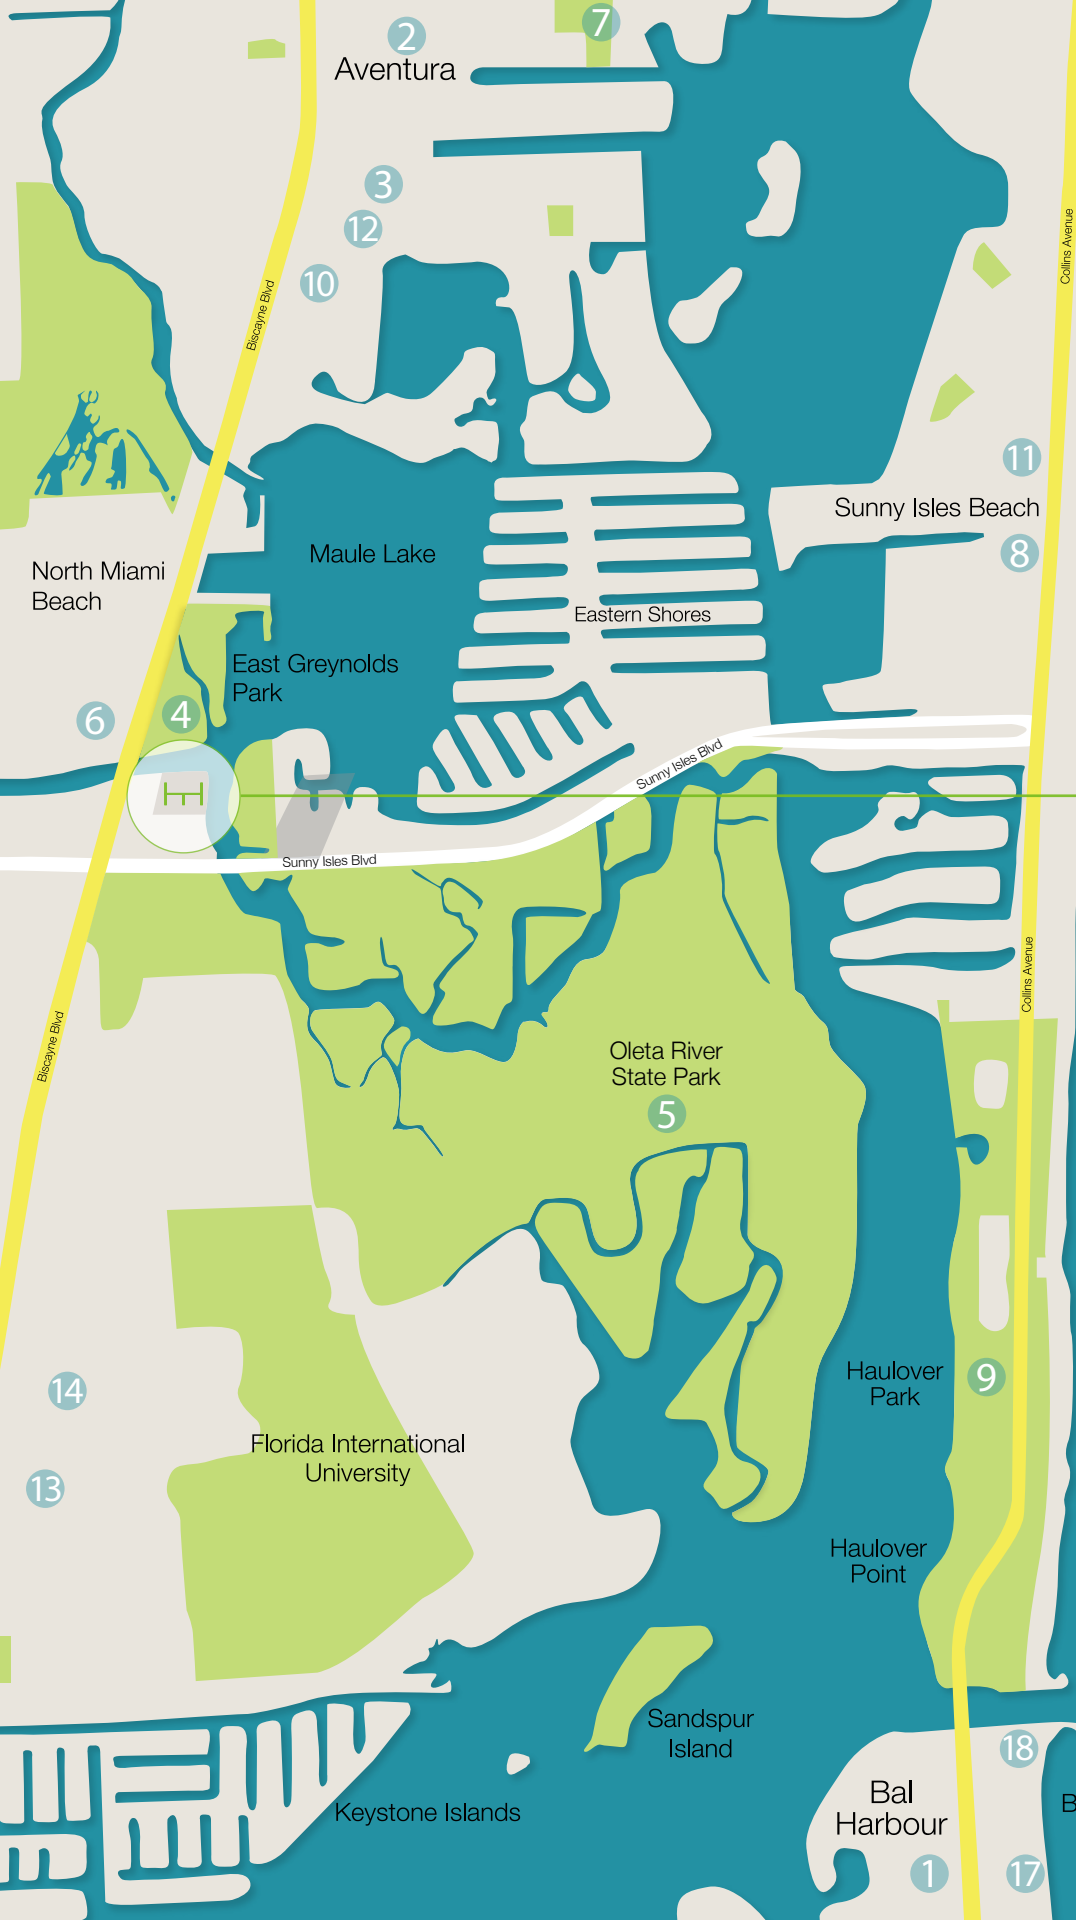 7
2
Aventura
3
12
10
Collins Avenue
Biscayne Blvd
11
Sunny Isles Beach
8
Maule Lake
North Miami
Beach
Eastern Shores
East Greynolds
Park
6
4
Sunny Isles Blvd
Sunny Isles Blvd
Collins Avenue
Biscayne Blvd
Oleta River
State Park
5
Haulover
Park
9
14
Florida International
University
13
Haulover
Point
Sandspur
Island
18
Bal
Harbour
B
Keystone Islands
1
17